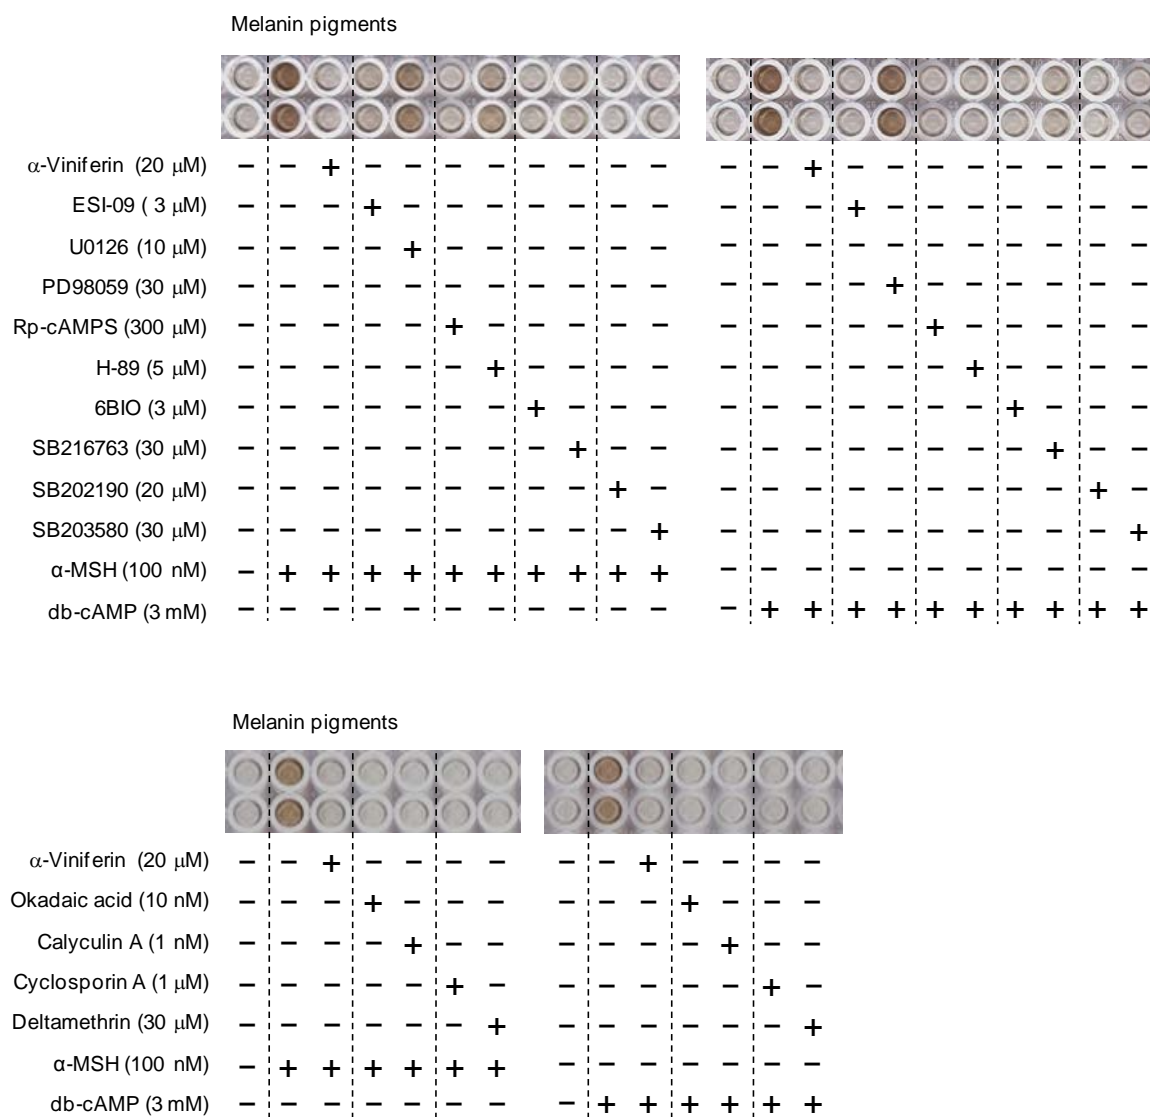 Melanin pigments
α-Viniferin (20 μM) − − + − − − − − − − − − − + − − − − − − − −
ESI-09 ( 3 μM) − − − + − − − − − − − − − − + − − − − − − −
U0126 (10 μM) − − − − + − − − − − − − − − − − − − − − − −
PD98059 (30 μM) − − − − − − − − − − − − − − − + − − − − − −
Rp-cAMPS (300 μM) − − − − − + − − − − − − − − − − + − − − − −
H-89 (5 μM) − − − − − − + − − − − − − − − − − + − − − −
6BIO (3 μM) − − − − − − − + − − − − − − − − − − + − − −
SB216763 (30 μM) − − − − − − − − + − − − − − − − − − − + − −
SB202190 (20 μM) − − − − − − − − − + − − − − − − − − − − + −
SB203580 (30 μM) − − − − − − − − − − + − − − − − − − − − − +
α-MSH (100 nM) − + + + + + + + + + + − − − − − − − − − − −
db-cAMP (3 mM) − − − − − − − − − − − − + + + + + + + + + +
Melanin pigments
α-Viniferin (20 μM) − − + − − − − − − + − − − −
Okadaic acid (10 nM) − − − + − − − − − − + − − −
Calyculin A (1 nM) − − − − + − − − − − − + − −
Cyclosporin A (1 μM) − − − − − + − − − − − − + −
Deltamethrin (30 μM) − − − − − − + − − − − − − +
α-MSH (100 nM) − + + + + + + − − − − − − −
db-cAMP (3 mM) − − − − − − − − + + + + + +